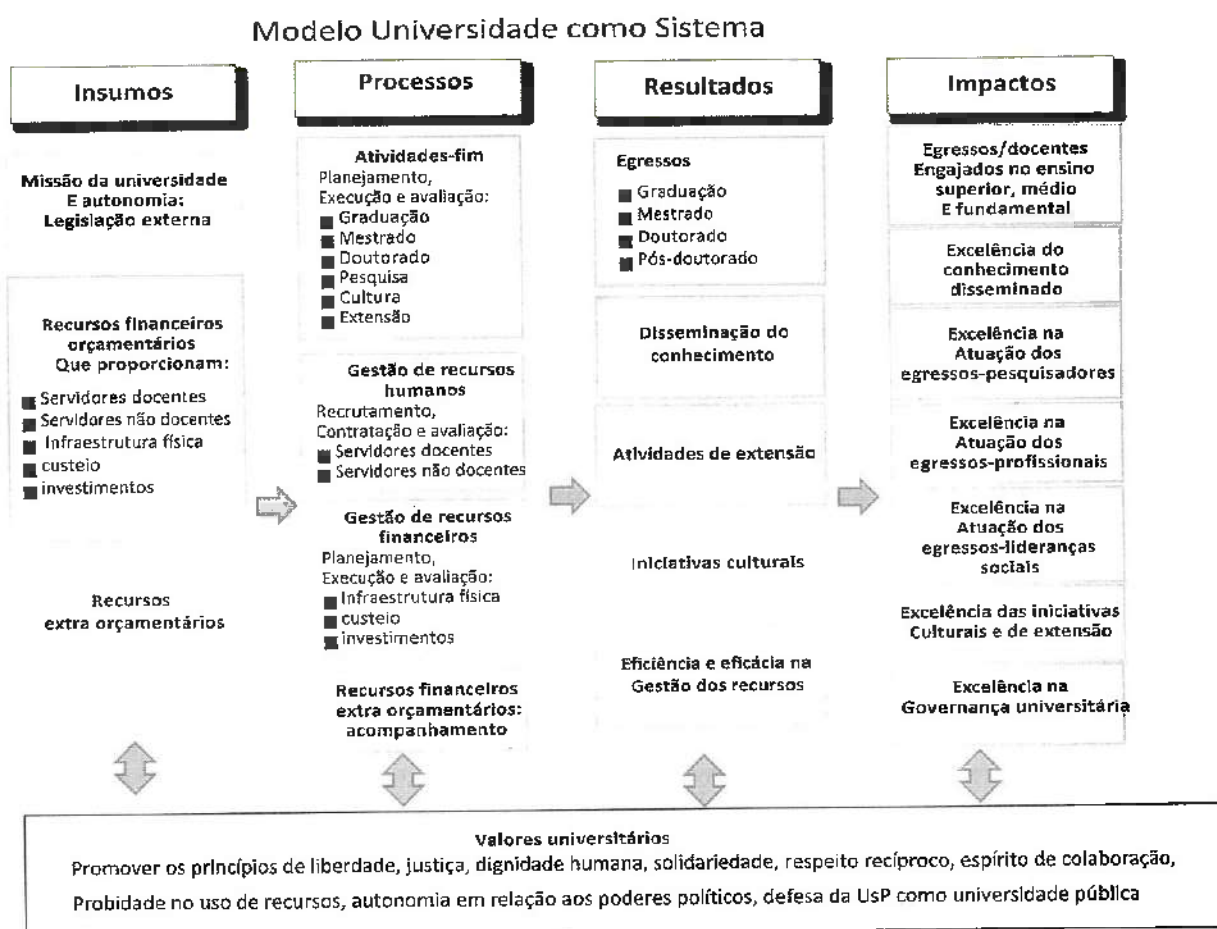 Modelo Universidade como Sistema
Insumos
Missão da universidade
E autonomia:
Legislação externa
Recursos financeiros
orçamentários
Que proporcionam:
Servidores docentes
Servidores não docentes
Infraestrutura física
custeio
investimentos
Recursos
extra orçamentários
Processos
Atividades-fim
Planejamento,
Execução e avaliação:
Graduação
Mestrado
Doutorado
Pesquisa
Cultura
Extensão
Gestão de recursos
humanos
Recrutamento,
Contratação e avaliação:
Servidores docentes
Servidores não docentes
Gestão de recursos
financeiros
Planejamento,
Execução e avaliação:
Infraestrutura física
custeio
investimentos
Recursos financeiros
extra orçamentários:
acompanhamento
Resultados
Egressos
Graduação
Mestrado
Doutorado
Pós-doutorado
Disseminação do
conhecimento
Atividades de extensão
Iniciativas culturais
Eficiência e eficácia na
Gestão dos recursos
Impactos
Egressos/docentes
Engajados no ensino
superior, médio
E fundamental
Excelência do
conhecimento
disseminado
Excelência na
Atuação dos
egressos-pesquisadores
Excelência na
Atuação dos
egressos-profissionais
Excelência na
Atuação dos
egressos-lideranças
sociais
Excelência das iniciativas
Culturais e de extensão
Excelência na
Governança universitária
Valores universitários
Promover os princípios de liberdade, justiça, dignidade humana, solidariedade, respeito recíproco, espírito de colaboração,
Probidade no uso de recursos, autonomia em relação aos poderes políticos, defesa da UsP como universidade pública